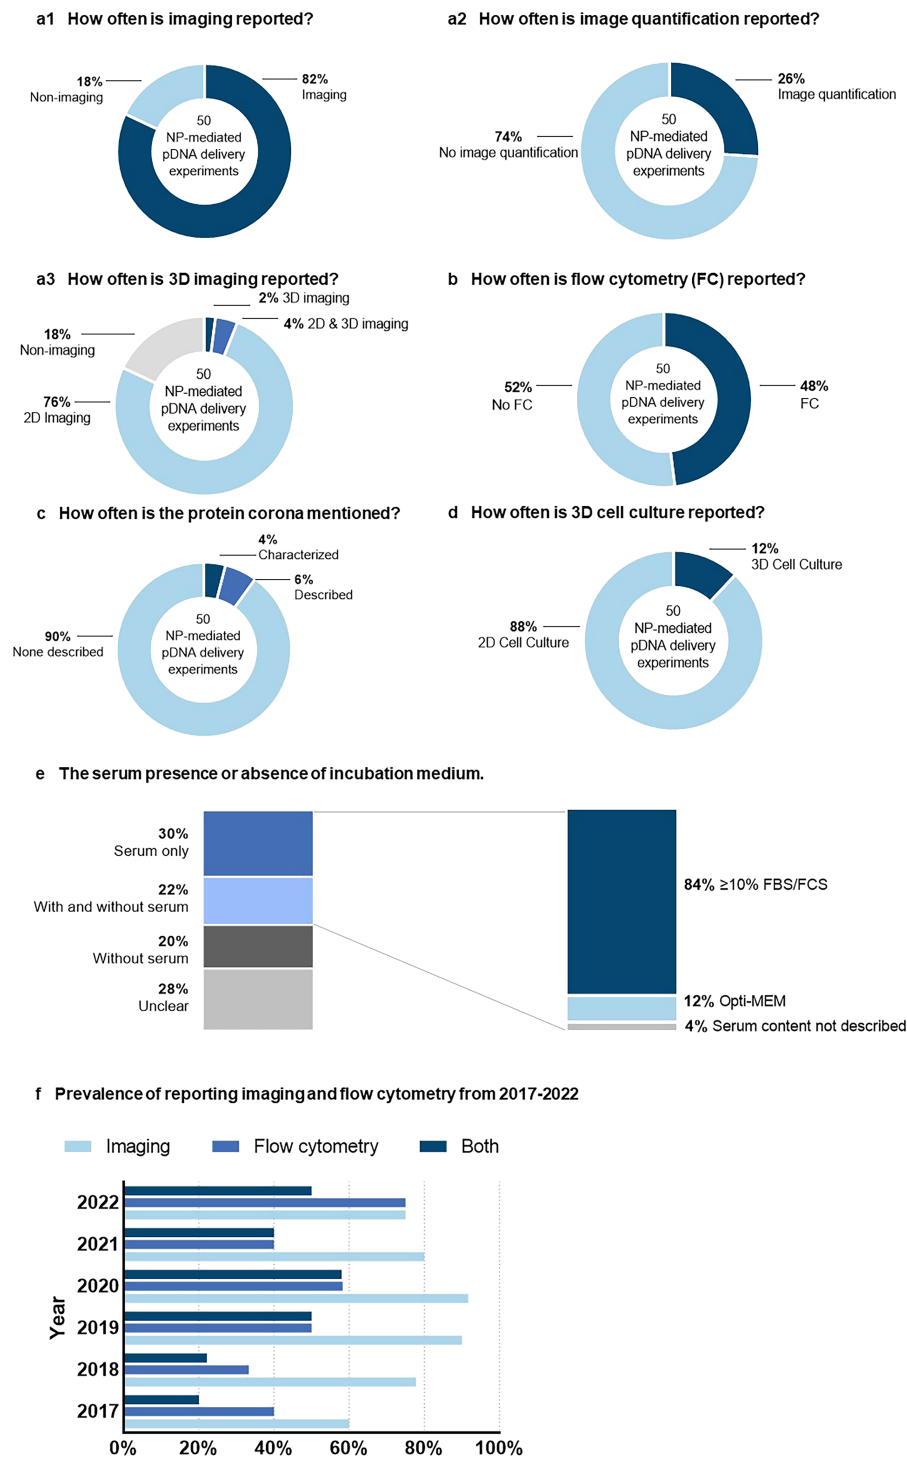 a1 How often is imaging reported?
18%
Non-imaging
82%
Imaging
50
NP-mediated
pDNA delivery
experiments
a2 How often is image quantification reported?
26%
Image quantification
74%
No image quantification
50
NP-mediated
pDNA delivery
experiments
a3 How often is 3D imaging reported?
2% 3D imaging
4% 2D & 3D imaging
18%
Non-imaging
76%
2D Imaging
50
NP-mediated
pDNA delivery
experiments
b How often is flow cytometry (FC) reported?
52%
No FC
48%
FC
50
NP-mediated
pDNA delivery
experiments
c How often is the protein corona mentioned?
4%
Characterized
6%
Described
90%
None described
50
NP-mediated
pDNA delivery
experiments
d How often is 3D cell culture reported?
12%
3D Cell Culture
88%
2D Cell Culture
50
NP-mediated
pDNA delivery
experiments
e The serum presence or absence of incubation medium.
30%
Serum only
22%
With and without serum
20%
Without serum
28%
Unclear
84% ≥10% FBS/FCS
12% Opti-MEM
4% Serum content not described
f Prevalence of reporting imaging and flow cytometry from 2017-2022
Imaging Flow cytometry Both
Year
2022
2021
2020
2019
2018
2017
0% 20% 40% 60% 80% 100%